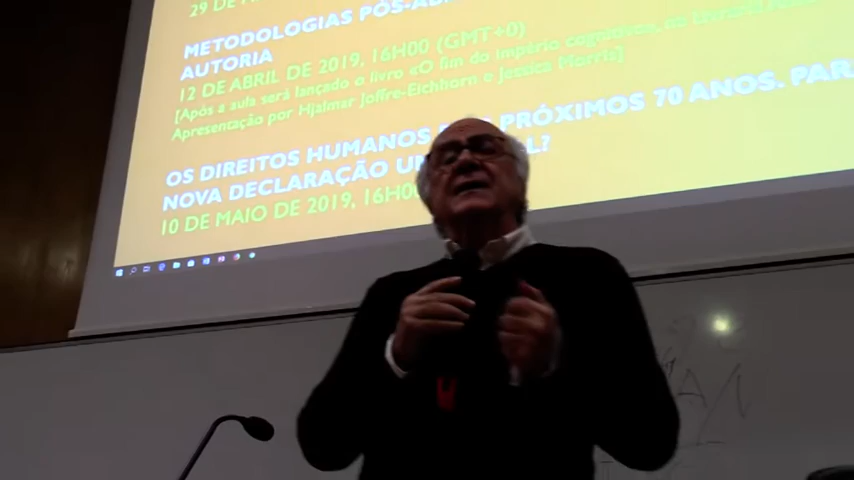 29 DE
METODOLOGIAS PÓS-AB
AUTORIA
12 DE ABRIL DE 2019, 16H00 (GMT+0)
[Após a aula será lançado o livro «O fim do império cognitivo», da Livraria
Apresentação por Hjalmar Joffre-Eichhorn e Jessica Morris]
OS DIREITOS HUMANOS PRÓXIMOS 70 ANOS. PARA
NOVA DECLARAÇÃO L?
10 DE MAIO DE 2019, 16H00